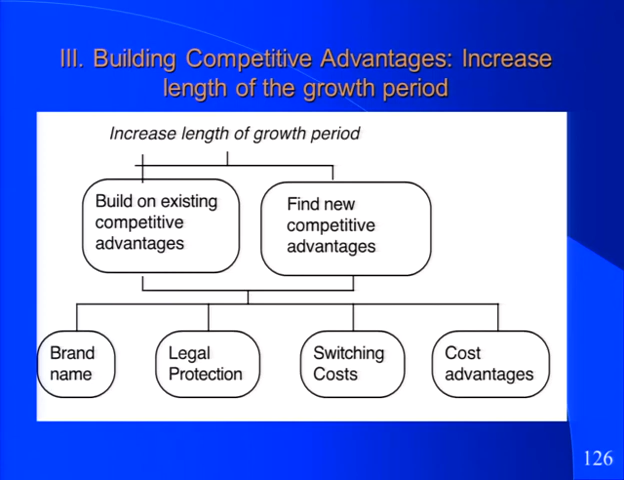 III. Building Competitive Advantages: Increase
length of the growth period
Increase length of growth period
Build on existing
competitive
advantages
Find new
competitive
advantages
Brand
name
Legal
Protection
Switching
Costs
Cost
advantages
126